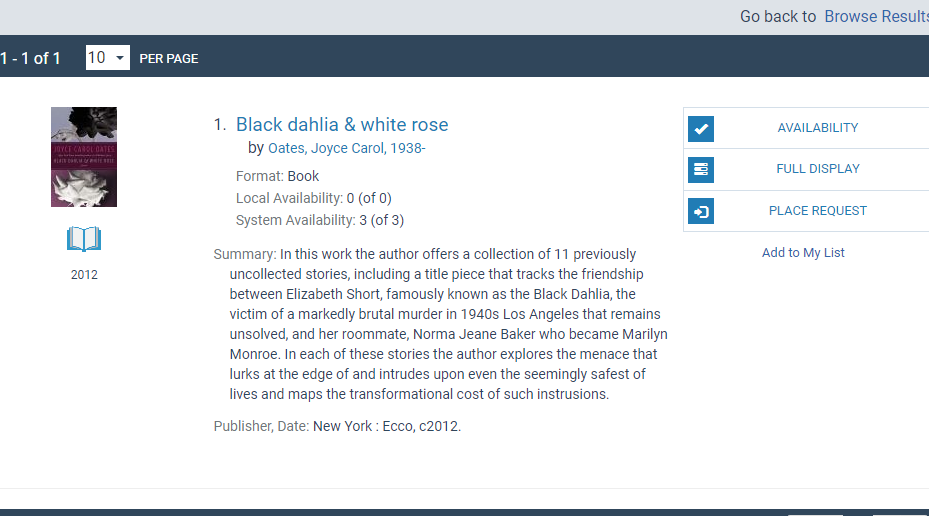 Go back to Browse Results
1 - 1 of 1 10 PER PAGE
JOYCE CAROL OATES
BLACK DAHLIA & WHITE ROSE
2012
1. Black dahlia & white rose
by Oates, Joyce Carol, 1938-
Format: Book
Local Availability: 0 (of 0)
System Availability: 3 (of 3)
Summary: In this work the author offers a collection of 11 previously
uncollected stories, including a title piece that tracks the friendship
between Elizabeth Short, famously known as the Black Dahlia, the
victim of a markedly brutal murder in 1940s Los Angeles that remains
unsolved, and her roommate, Norma Jeane Baker who became Marilyn
Monroe. In each of these stories the author explores the menace that
lurks at the edge of and intrudes upon even the seemingly safest of
lives and maps the transformational cost of such instrusions.
Publisher, Date: New York : Ecco, c2012.
AVAILABILITY
FULL DISPLAY
PLACE REQUEST
Add to My List